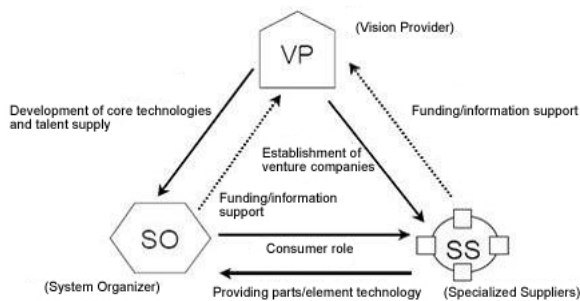 VP
(Vision Provider)
Development of core technologies
and talent supply
Funding/information support
Establishment of
venture companies
Funding/information
support
SO
Consumer role
SS
(System Organizer)
Providing parts/element technology
(Specialized Suppliers)